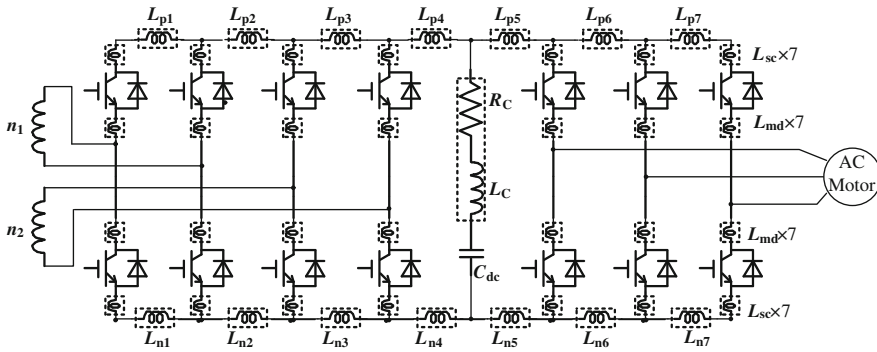 Lp1 Lp2 Lp3 Lp4 Lp5 Lp6 Lp7
Lsc×7
n1
RC
Lmd×7
AC
Motor
LC
n2
Lmd×7
Cdc
Lsc×7
Ln1 Ln2 Ln3 Ln4 Ln5 Ln6 Ln7